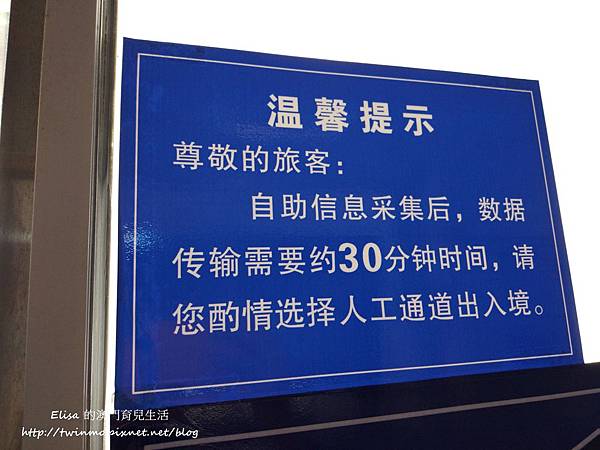 温馨提示
尊敬的旅客：
自助信息采集后，数据
传输需要约30分钟时间，请
您酌情选择人工通道出入境。
Elisa 的澳門育兒生活
http://twinmo.pixnet.net/blog